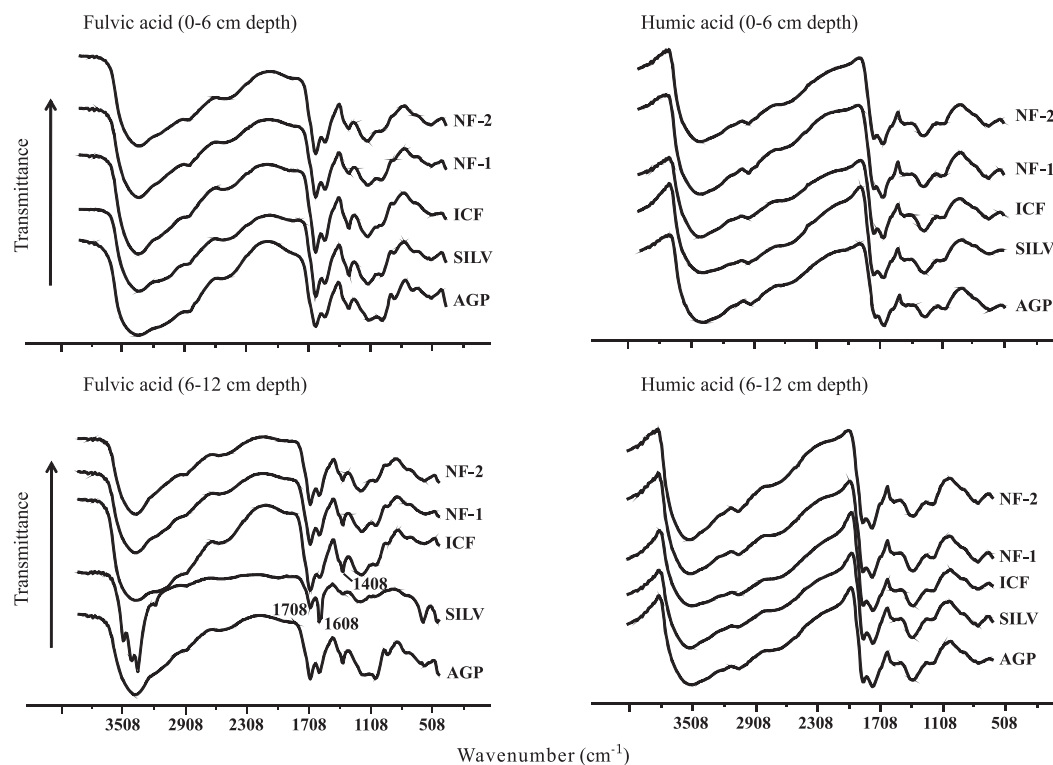 Fulvic acid (0-6 cm depth)
Transmittance
NF-2
NF-1
ICF
SILV
AGP
Humic acid (0-6 cm depth)
NF-2
NF-1
ICF
SILV
AGP
Fulvic acid (6-12 cm depth)
Transmittance
NF-2
NF-1
ICF
1408
1708
1608
SILV
AGP
3508 2908 2308 1708 1108 508
Humic acid (6-12 cm depth)
NF-2
NF-1
ICF
SILV
AGP
3508 2908 2308 1708 1108 508
Wavenumber (cm-1)